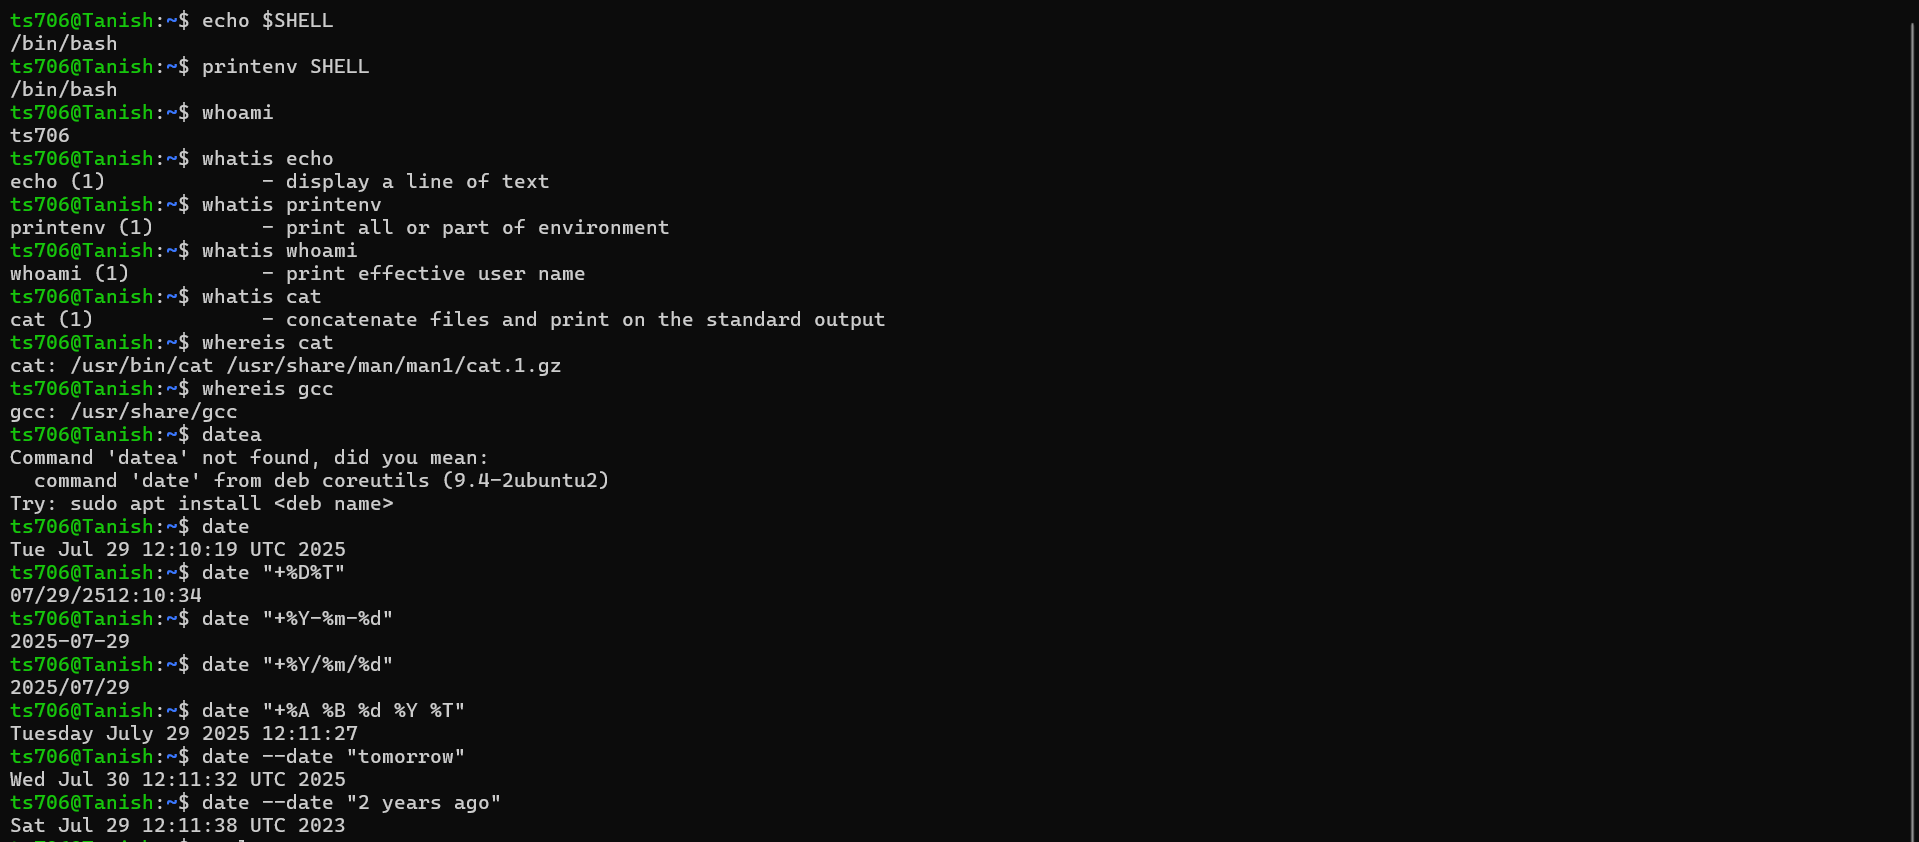 ts706@Tanish:~$ echo $SHELL
/bin/bash
ts706@Tanish:~$ printenv SHELL
/bin/bash
ts706@Tanish:~$ whoami
ts706
ts706@Tanish:~$ whatis echo
echo (1)             - display a line of text
ts706@Tanish:~$ whatis printenv
printenv (1)         - print all or part of environment
ts706@Tanish:~$ whatis whoami
whoami (1)           - print effective user name
ts706@Tanish:~$ whatis cat
cat (1)              - concatenate files and print on the standard output
ts706@Tanish:~$ whereis cat
cat: /usr/bin/cat /usr/share/man/man1/cat.1.gz
ts706@Tanish:~$ whereis gcc
gcc: /usr/share/gcc
ts706@Tanish:~$ datea
Command 'datea' not found, did you mean:
  command 'date' from deb coreutils (9.4-2ubuntu2)
Try: sudo apt install <deb name>
ts706@Tanish:~$ date
Tue Jul 29 12:10:19 UTC 2025
ts706@Tanish:~$ date "+%D%T"
07/29/2512:10:34
ts706@Tanish:~$ date "+%Y-%m-%d"
2025-07-29
ts706@Tanish:~$ date "+%Y/%m/%d"
2025/07/29
ts706@Tanish:~$ date "+%A %B %d %Y %T"
Tuesday July 29 2025 12:11:27
ts706@Tanish:~$ date --date "tomorrow"
Wed Jul 30 12:11:32 UTC 2025
ts706@Tanish:~$ date --date "2 years ago"
Sat Jul 29 12:11:38 UTC 2023